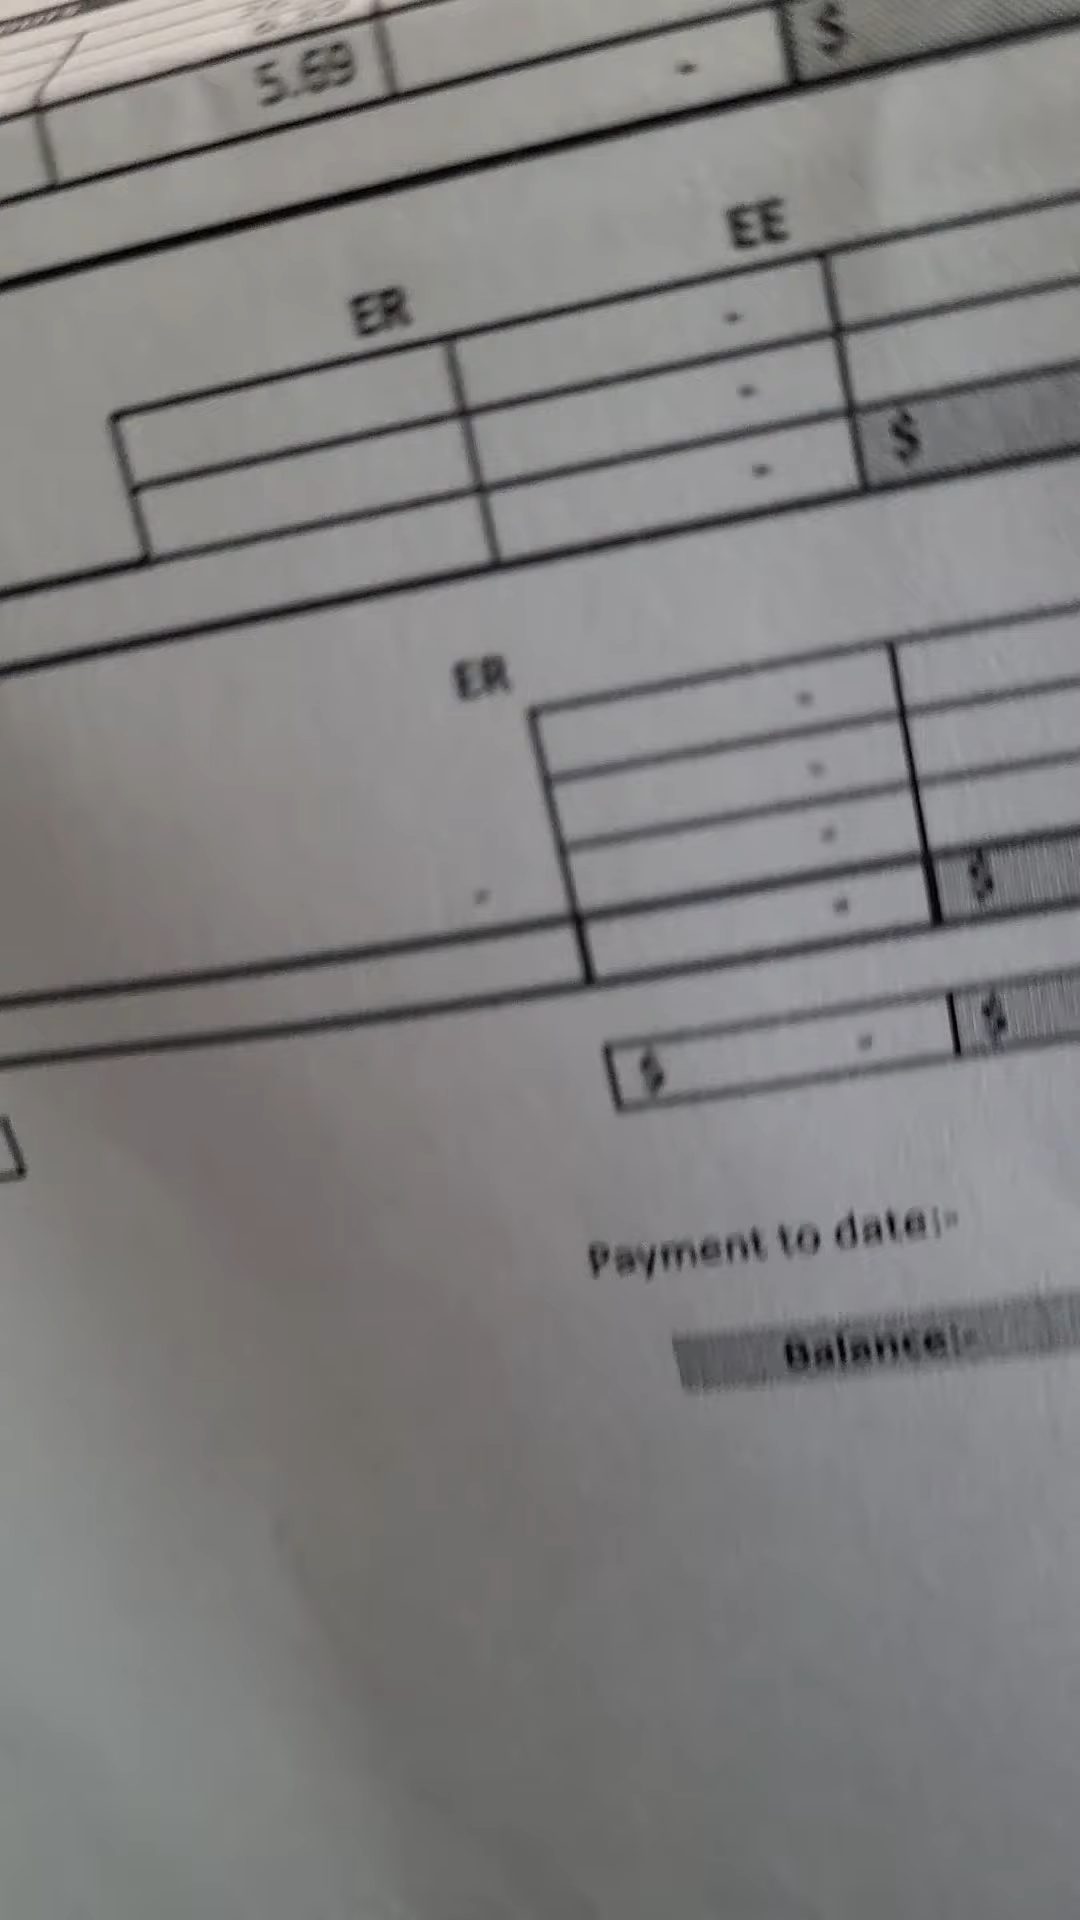 5.69 - $
ER EE
-
-
- $
ER
-
-
-
- - $
$ - $
Payment to date:-
Balance:-